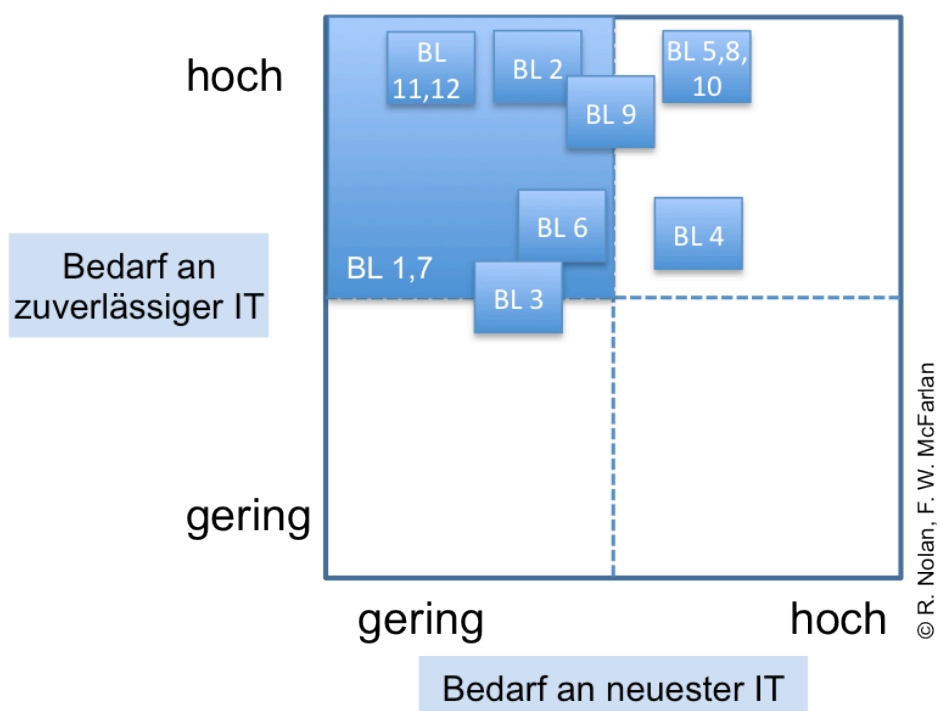 hoch
BL
11,12
BL 2
BL 5,8,
10
BL 9
Bedarf an
zuverlässiger IT
BL 6
BL 4
BL 1,7
BL 3
gering
gering
hoch
Bedarf an neuester IT
© R. Nolan, F. W. McFarlan